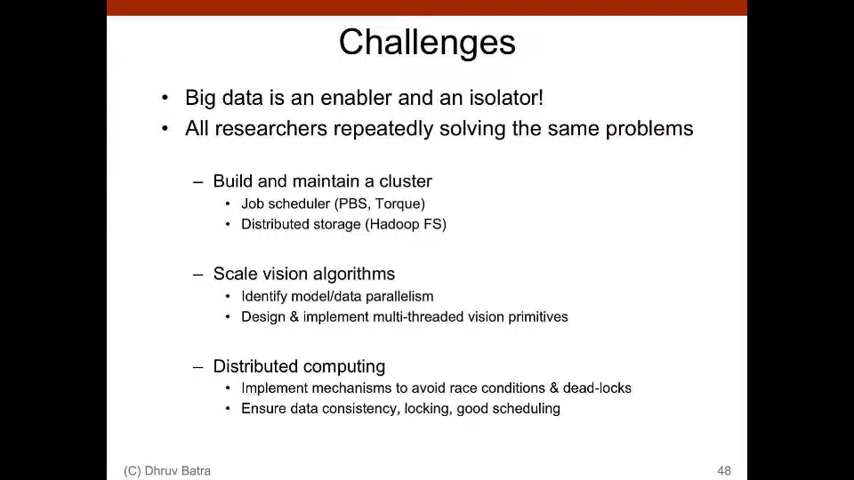 Challenges
• Big data is an enabler and an isolator!
• All researchers repeatedly solving the same problems
– Build and maintain a cluster
• Job scheduler (PBS, Torque)
• Distributed storage (Hadoop FS)
– Scale vision algorithms
• Identify model/data parallelism
• Design & implement multi-threaded vision primitives
– Distributed computing
• Implement mechanisms to avoid race conditions & dead-locks
• Ensure data consistency, locking, good scheduling
(C) Dhruv Batra
48